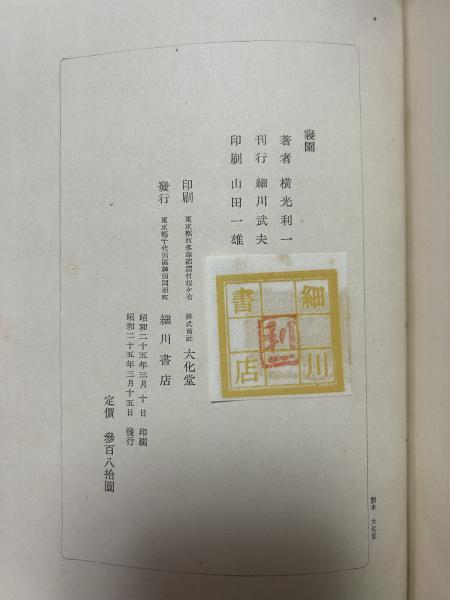 寢園
著者 橫光利一
刊行 細川武夫
印刷 山田一雄
細川書店
利一
印刷 東京都西多摩郡 株式會社 大化堂
發行 東京都千代田區神田 細川書店
昭和二十五年三月十日 印刷
昭和二十五年三月十五日 發行
定價 參百八拾圓
製本 大化堂